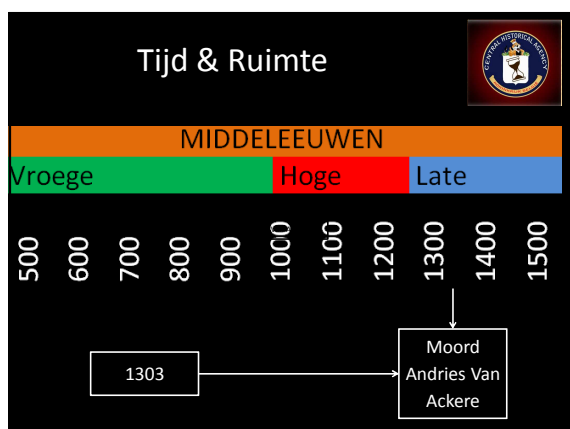 Tijd & Ruimte
CENTRAL HISTORICAL AGENCY
MIDDELEEUWEN
Vroege Hoge Late
500 600 700 800 900 1000 1100 1200 1300 1400 1500
1303
Moord
Andries Van
Ackere